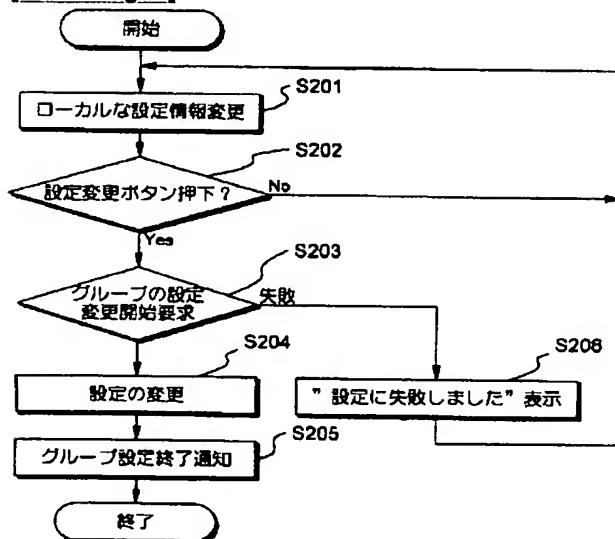 開始
S201
ローカルな設定情報変更
S202
設定変更ボタン押下?
No
Yes
S203
グループの設定
変更開始要求
失敗
S204
設定の変更
S206
"設定に失敗しました"表示
S205
グループ設定終了通知
終了